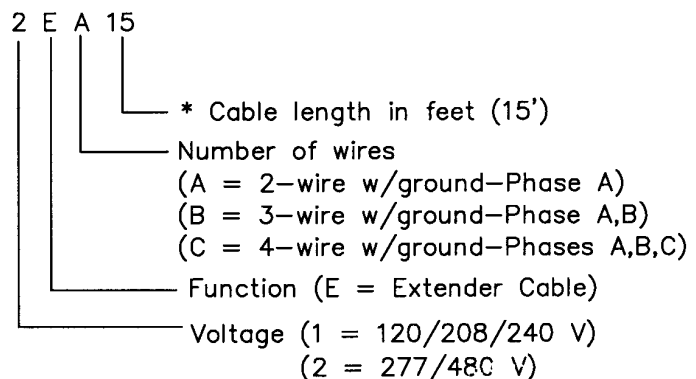 2 E A 15
* Cable length in feet (15')
Number of wires
(A = 2-wire w/ground-Phase A)
(B = 3-wire w/ground-Phase A,B)
(C = 4-wire w/ground-Phases A,B,C)
Function (E = Extender Cable)
Voltage (1 = 120/208/240 V)
(2 = 277/480 V)